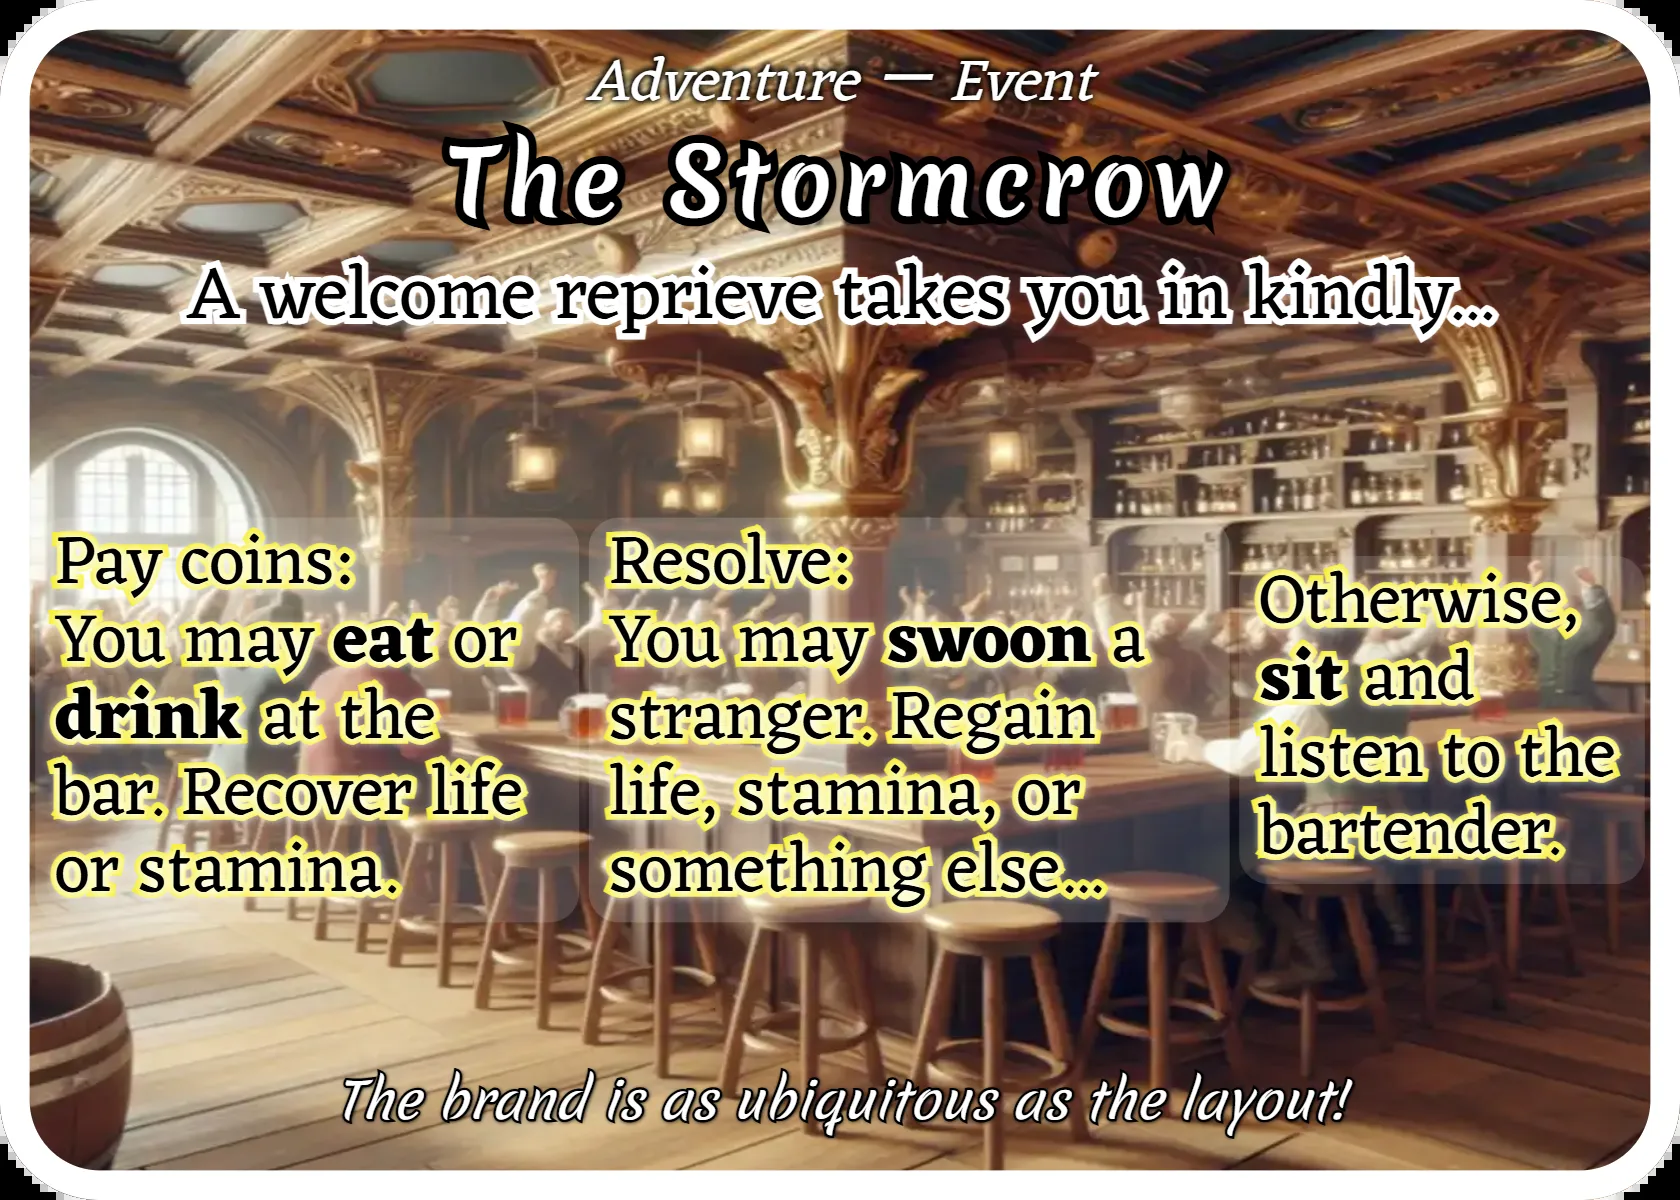 Adventure — Event
The Stormcrow
A welcome reprieve takes you in kindly...
Pay coins:
You may eat or
drink at the
bar. Recover life
or stamina.
Resolve:
You may swoon a
stranger. Regain
life, stamina, or
something else...
Otherwise,
sit and
listen to the
bartender.
The brand is as ubiquitous as the layout!